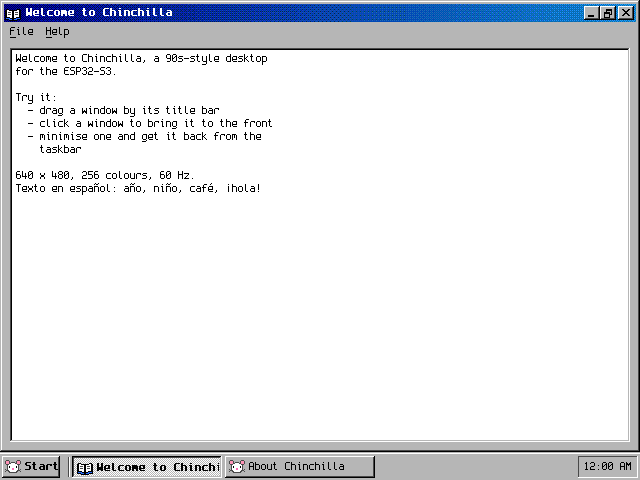 Welcome to Chinchilla
File Help
Welcome to Chinchilla, a 90s-style desktop
for the ESP32-S3.
Try it:
- drag a window by its title bar
- click a window to bring it to the front
- minimise one and get it back from the
taskbar
640 x 480, 256 colours, 60 Hz.
Texto en español: año, niño, café, ¡hola!
Start Welcome to Chinchi About Chinchilla 12:00 AM